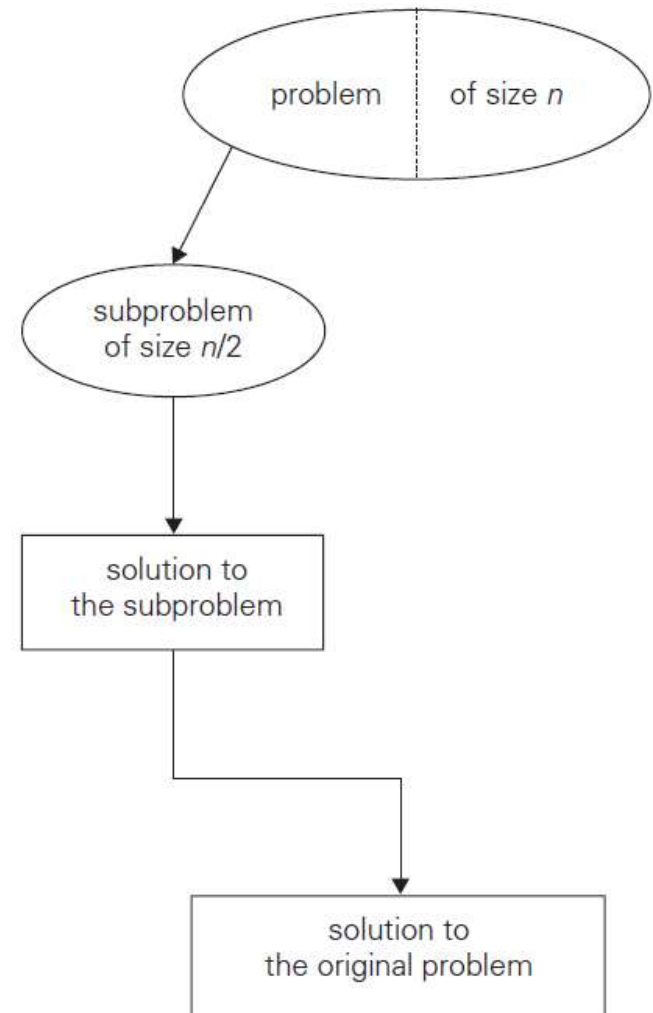 problem of size n
subproblem
of size n/2
solution to
the subproblem
solution to
the original problem